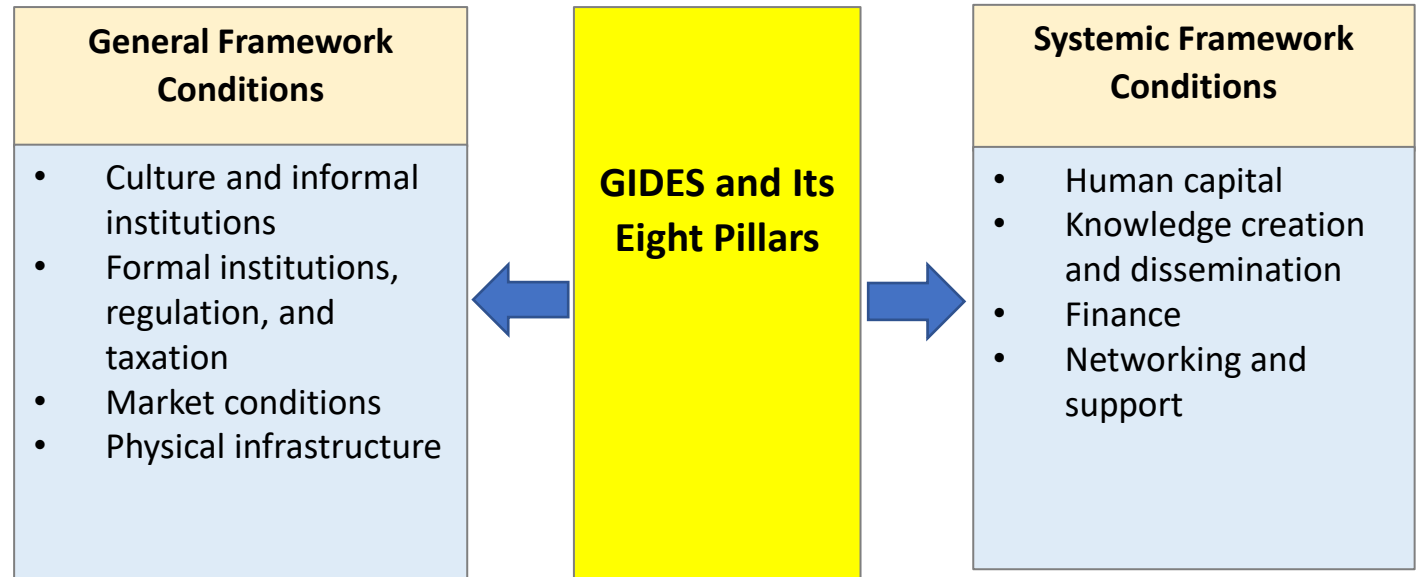 General Framework
Conditions
• Culture and informal
institutions
• Formal institutions,
regulation, and
taxation
• Market conditions
• Physical infrastructure
GIDES and Its
Eight Pillars
Systemic Framework
Conditions
• Human capital
• Knowledge creation
and dissemination
• Finance
• Networking and
support